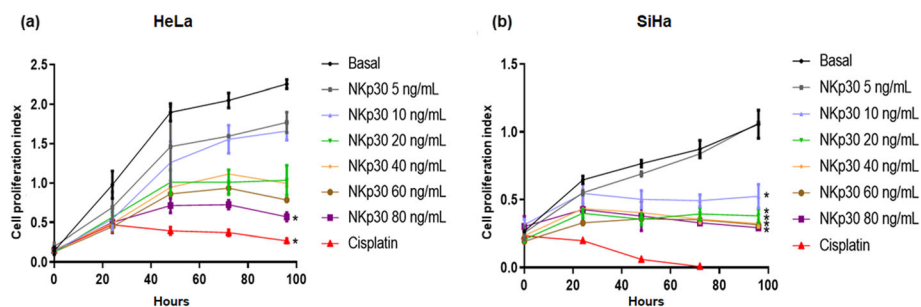 (a) HeLa
Cell proliferation index
2.5
2.0
1.5
1.0
0.5
0.0
0 20 40 60 80 100
Hours
*
*
Basal
NKp30 5 ng/mL
NKp30 10 ng/mL
NKp30 20 ng/mL
NKp30 40 ng/mL
NKp30 60 ng/mL
NKp30 80 ng/mL
Cisplatin
(b) SiHa
Cell proliferation index
1.5
1.0
0.5
0.0
0 20 40 60 80 100
Hours
*
*
*
*
*
Basal
NKp30 5 ng/mL
NKp30 10 ng/mL
NKp30 20 ng/mL
NKp30 40 ng/mL
NKp30 60 ng/mL
NKp30 80 ng/mL
Cisplatin